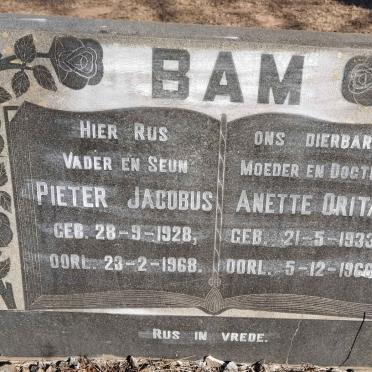 BAM
HIER RUS
VADER EN SEUN
PIETER JACOBUS
GEB. 28-9-1928,
OORL. 23-2-1968.
ONS DIERBAR
MOEDER EN DOGT
ANETTE DRITA
GEB. 21-5-1933
OORL. 5-12-196
RUS IN VREDE.